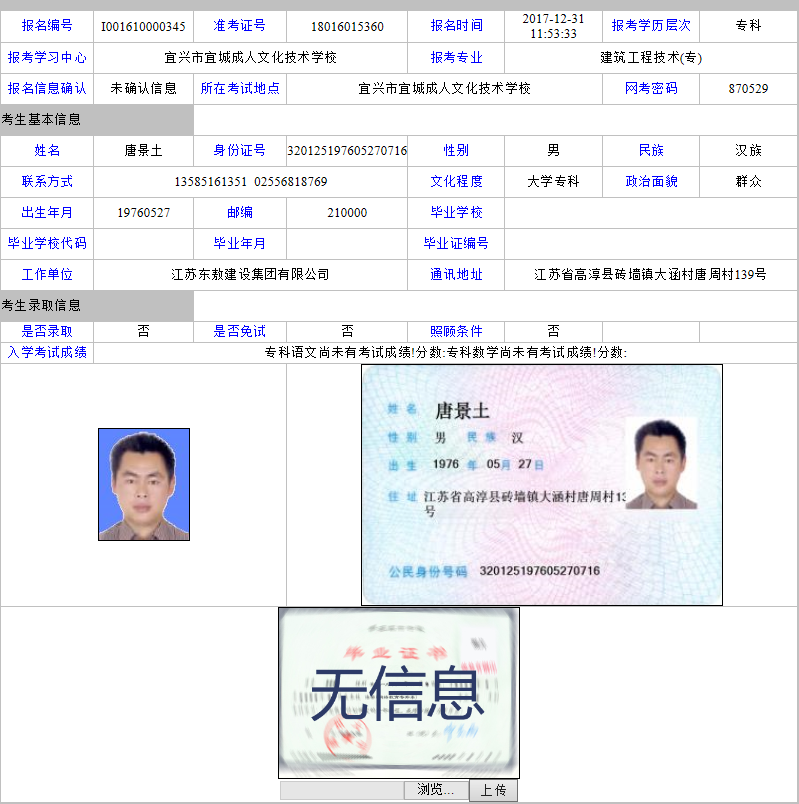 报名编号 I001610000345 准考证号 18016015360 报名时间 2017-12-31 11:53:33 报考学历层次 专科
报考学习中心 宜兴市宜城成人文化技术学校 报考专业 建筑工程技术(专)
报名信息确认 未确认信息 所在考试地点 宜兴市宜城成人文化技术学校 网考密码 870529
考生基本信息
姓名 唐景土 身份证号 320125197605270716 性别 男 民族 汉族
联系方式 13585161351 02556818769 文化程度 大学专科 政治面貌 群众
出生年月 19760527 邮编 210000 毕业学校
毕业学校代码 毕业年月 毕业证编号
工作单位 江苏东敖建设集团有限公司 通讯地址 江苏省高淳县砖墙镇大涵村唐周村139号
考生录取信息
是否录取 否 是否免试 否 照顾条件 否
入学考试成绩 专科语文尚未有考试成绩!分数:专科数学尚未有考试成绩!分数:
姓名 唐景土
性别 男 民族 汉
出生 1976 年 05月 27日
住址 江苏省高淳县砖墙镇大涵村唐周村13
号
公民身份号码 320125197605270716
毕业证书
无信息
浏览... 上传